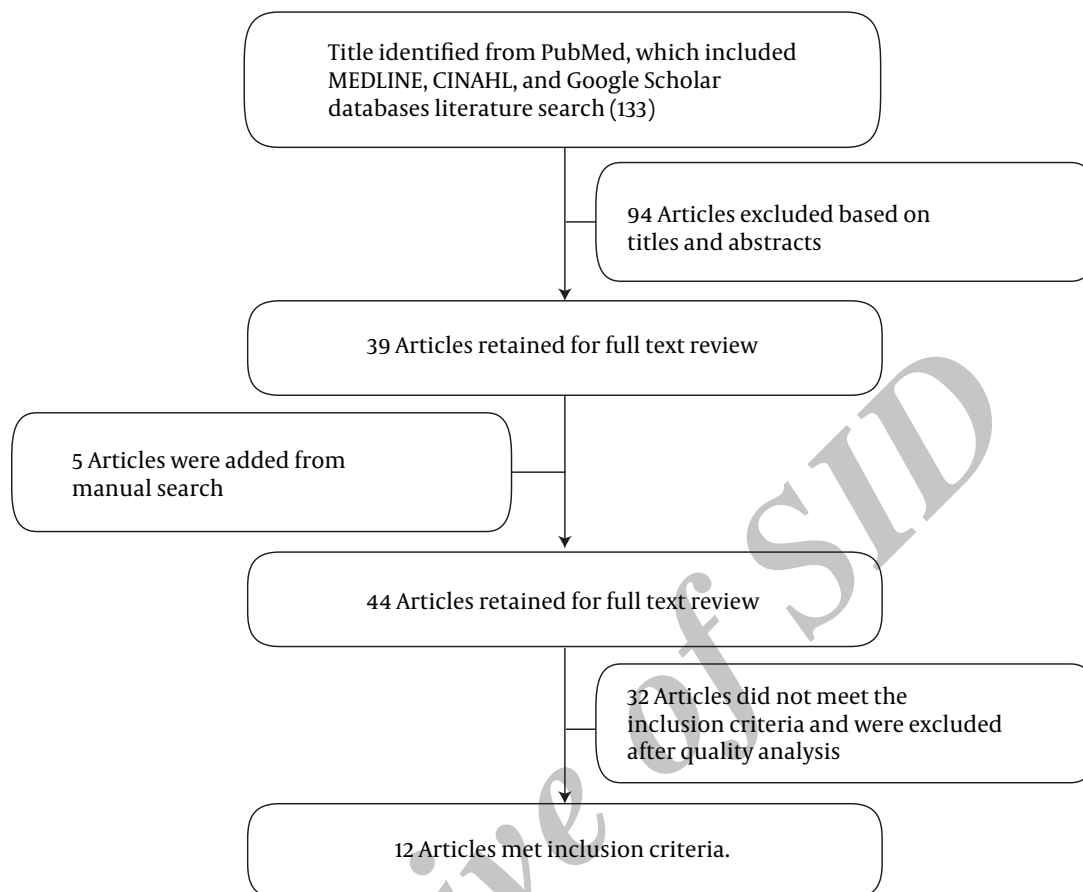 Title identified from PubMed, which included
MEDLINE, CINAHL, and Google Scholar
databases literature search (133)
94 Articles excluded based on
titles and abstracts
39 Articles retained for full text review
5 Articles were added from
manual search
44 Articles retained for full text review
32 Articles did not meet the
inclusion criteria and were excluded
after quality analysis
12 Articles met inclusion criteria.
ive of SID